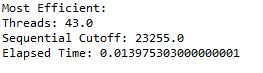 Most Efficient:
Threads: 43.0
Sequential Cutoff: 23255.0
Elapsed Time: 0.013975303000000001